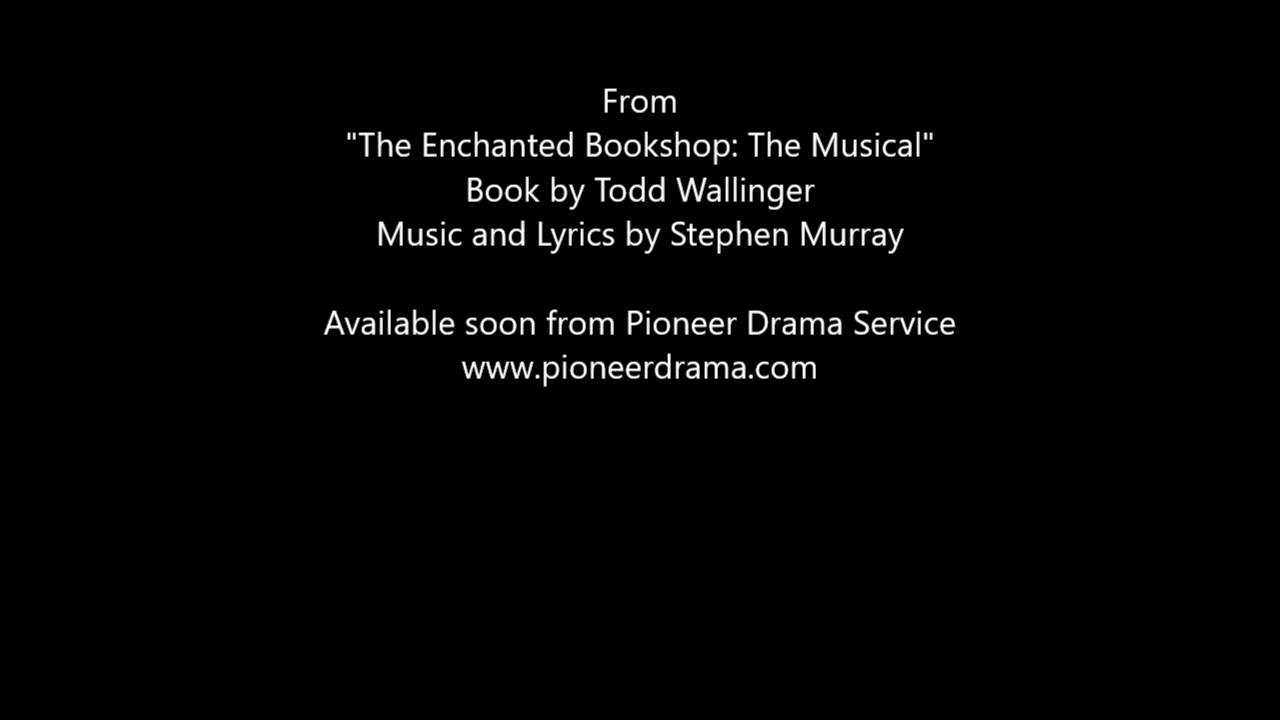 From
"The Enchanted Bookshop: The Musical"
Book by Todd Wallinger
Music and Lyrics by Stephen Murray
Available soon from Pioneer Drama Service
www.pioneerdrama.com